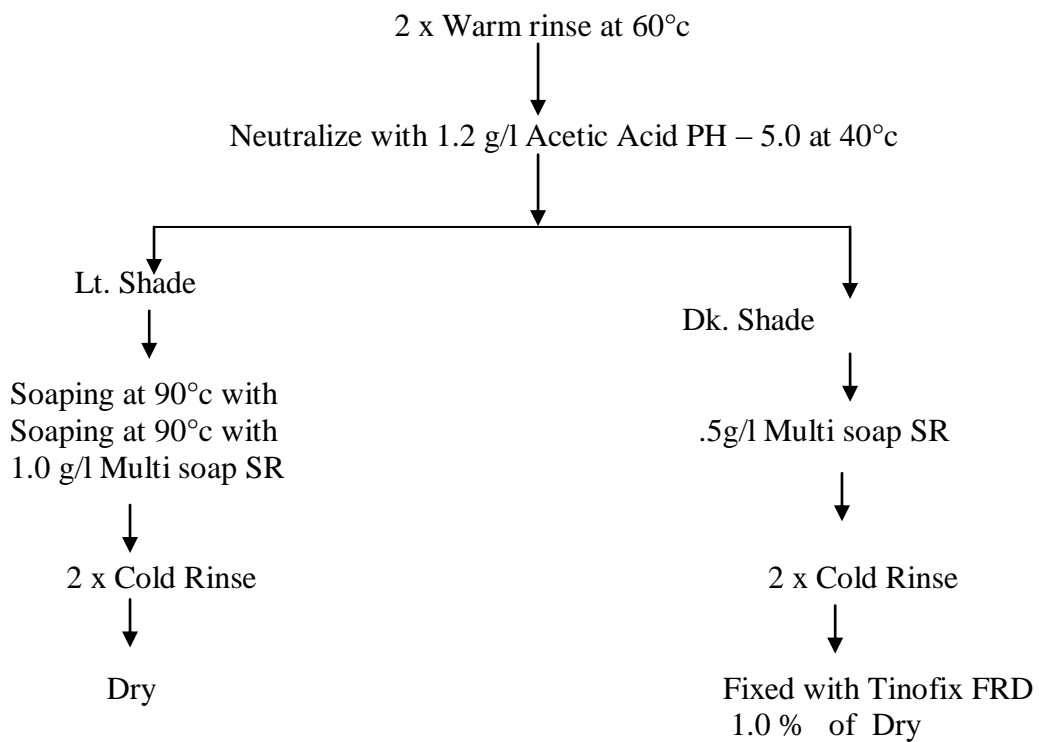 2 x Warm rinse at 60°c
Neutralize with 1.2 g/l Acetic Acid PH – 5.0 at 40°c
Lt. Shade
Soaping at 90°c with
Soaping at 90°c with
1.0 g/l Multi soap SR
2 x Cold Rinse
Dry
Dk. Shade
.5g/l Multi soap SR
2 x Cold Rinse
Fixed with Tinofix FRD
1.0 % of Dry